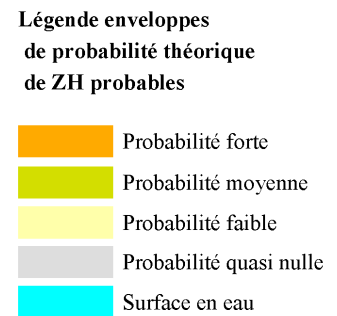 Légende enveloppes
de probabilité théorique
de ZH probables
Probabilité forte
Probabilité moyenne
Probabilité faible
Probabilité quasi nulle
Surface en eau